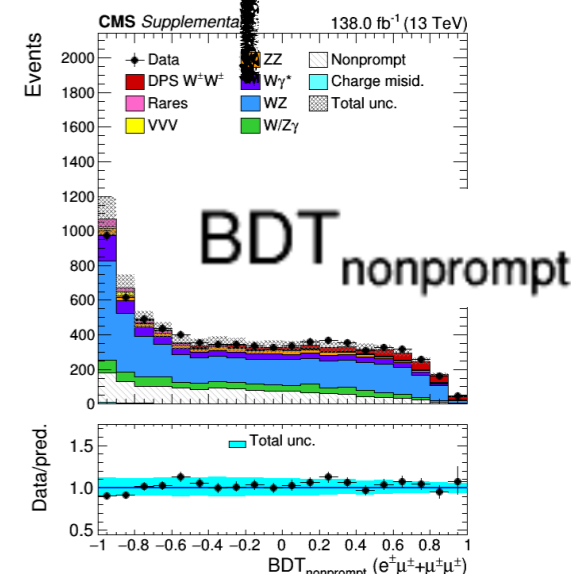 CMS Supplementa 138.0 fb⁻¹ (13 TeV)
Events
2000
1800
1600
1400
1200
1000
800
600
400
200
0
Data
DPS W±W±
Rares
VVV
ZZ
Wγ*
WZ
W/Zγ
Nonprompt
Charge misid.
Total unc.
BDT nonprompt
Data/pred.
1.5
1.0
0.5
Total unc.
−1 −0.8 −0.6 −0.4 −0.2 0 0.2 0.4 0.6 0.8 1
BDT nonprompt (e±μ±+μ±μ±)